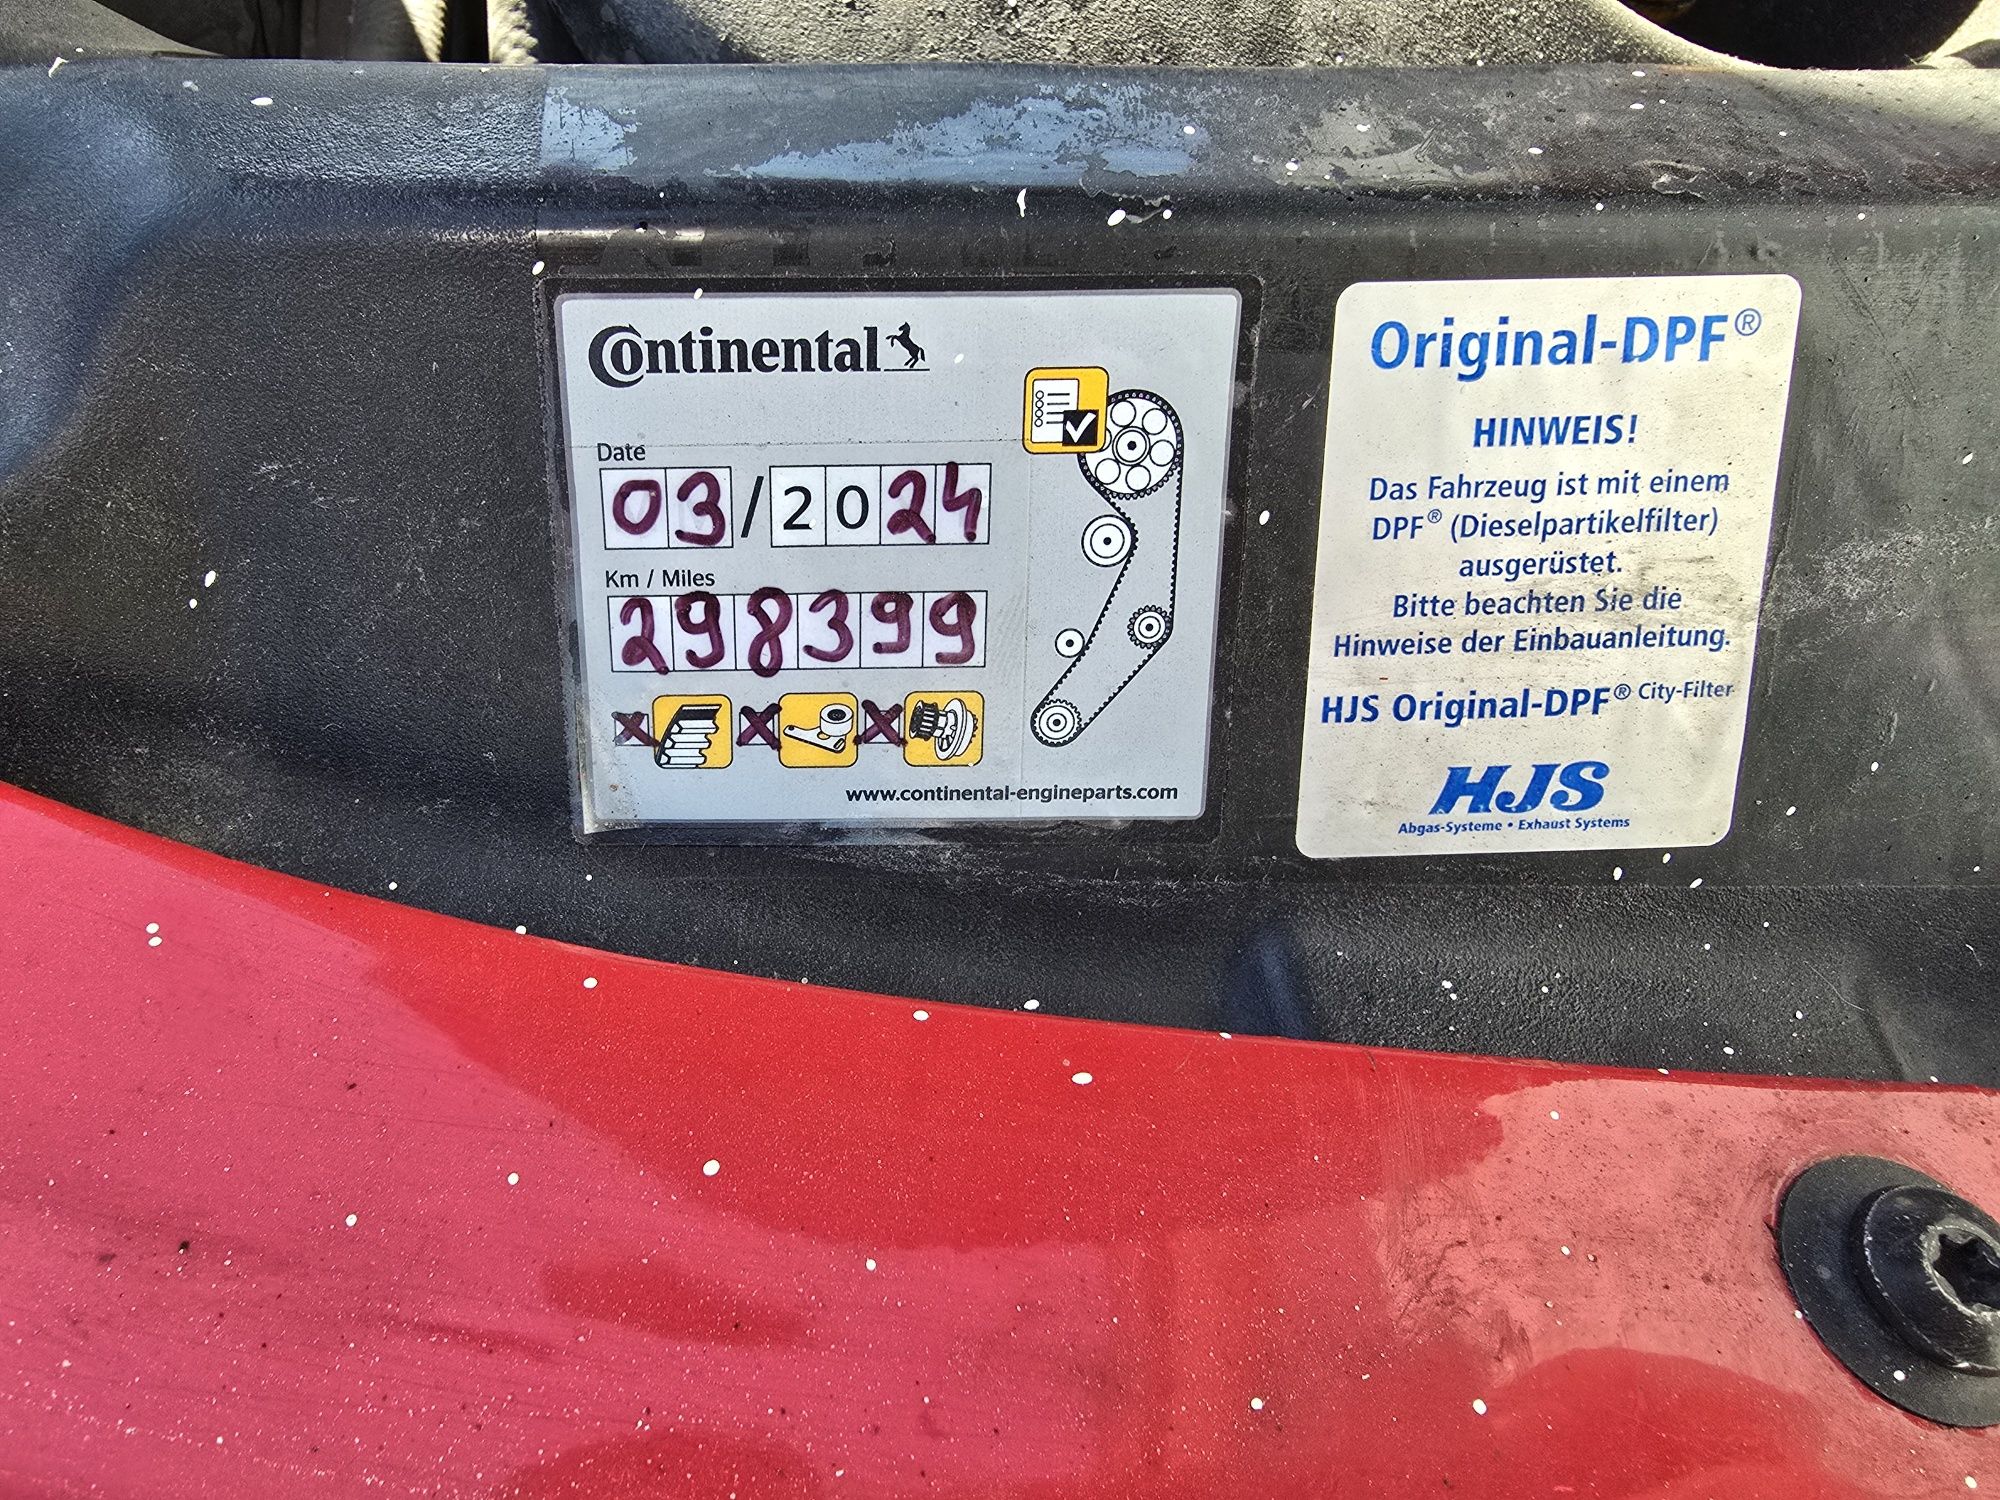 Continental
Date
03/2024
Km / Miles
298399
www.continental-engineparts.com
Original-DPF®
HINWEIS!
Das Fahrzeug ist mit einem
DPF® (Dieselpartikelfilter)
ausgerüstet.
Bitte beachten Sie die
Hinweise der Einbauanleitung.
HJS Original-DPF® City-Filter
HJS
Abgas-Systeme • Exhaust Systems